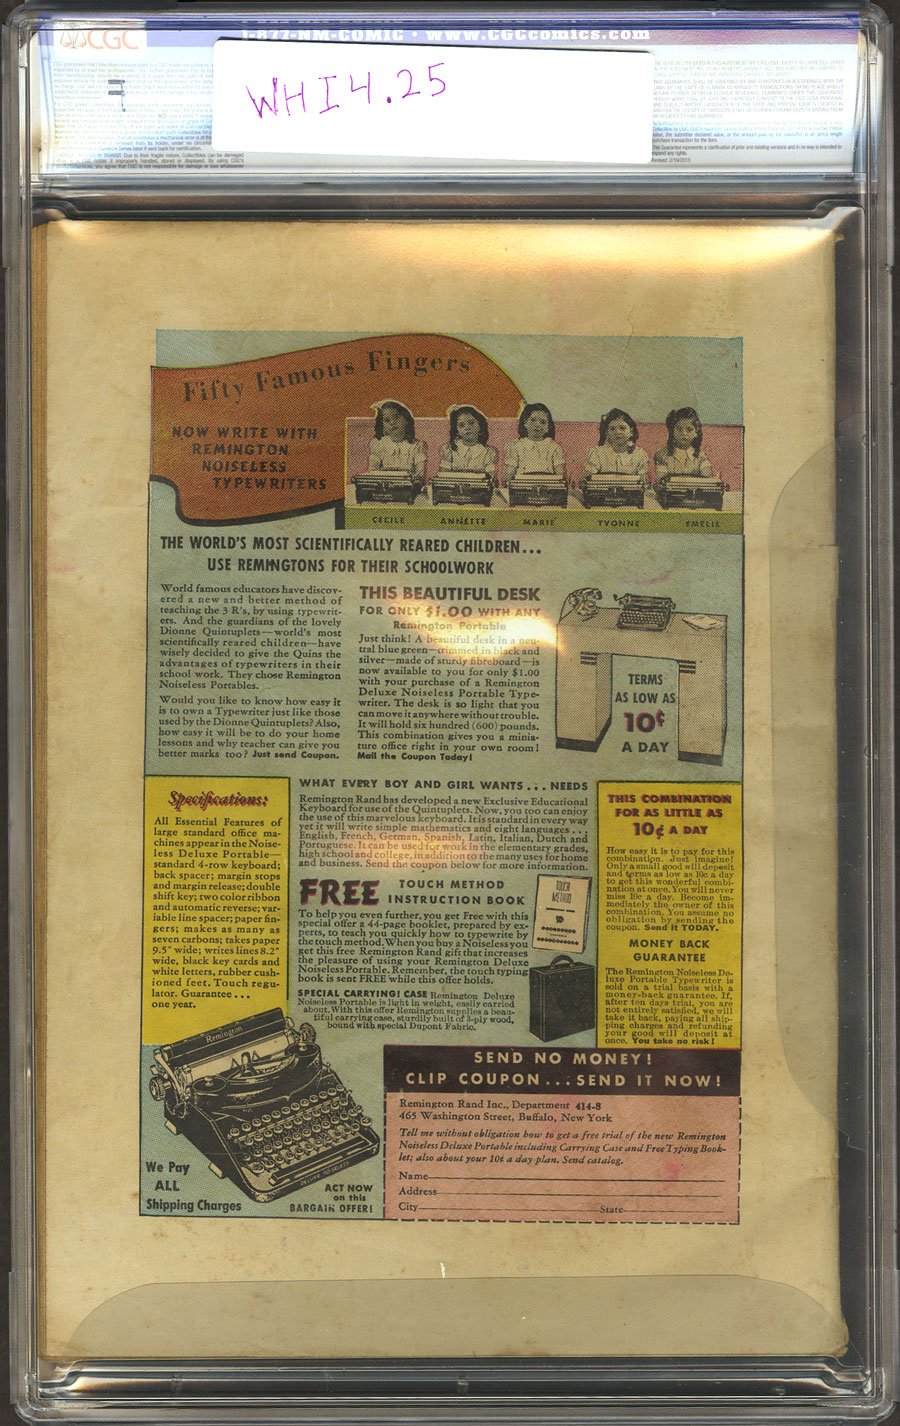 CGC
1-877-NM-COMIC • www.CGCcomics.com
WHI4.25
Revised 2/19/2015
Fifty Famous Fingers
NOW WRITE WITH
REMINGTON
NOISELESS
TYPEWRITERS
CECILE ANNETTE MARIE YVONNE EMELIE
THE WORLD'S MOST SCIENTIFICALLY REARED CHILDREN...
USE REMINGTONS FOR THEIR SCHOOLWORK
World famous educators have discov-
ered a new and better method of
teaching the 3 R's, by using typewrit-
ers. And the guardians of the lovely
Dionne Quintuplets—world's most
scientifically reared children—have
wisely decided to give the Quins the
advantages of typewriters in their
school work. They chose Remington
Noiseless Portables.
Would you like to know how easy it
is to own a Typewriter just like those
used by the Dionne Quintuplets? Also,
how easy it will be to do your home
lessons and why teacher can give you
better marks too? Just send Coupon.
THIS BEAUTIFUL DESK
FOR ONLY $1.00 WITH ANY
Remington Portable
Just think! A beautiful desk in a neu-
tral blue green—trimmed in black and
silver—made of sturdy fibreboard—is
now available to you for only $1.00
with your purchase of a Remington
Deluxe Noiseless Portable Type-
writer. The desk is so light that you
can move it anywhere without trouble.
It will hold six hundred (600) pounds.
This combination gives you a minia-
ture office right in your own room!
Mail the Coupon Today!
TERMS
AS LOW AS
10¢
A DAY
Specifications:
All Essential Features of
large standard office ma-
chines appear in the Noise-
less Deluxe Portable—
standard 4-row keyboard;
back spacer; margin stops
and margin release; double
shift key; two color ribbon
and automatic reverse; var-
iable line spacer; paper fin-
gers; makes as many as
seven carbons; takes paper
9.5" wide; writes lines 8.2"
wide, black key cards and
white letters, rubber cush-
ioned feet. Touch regu-
lator. Guarantee...
one year.
WHAT EVERY BOY AND GIRL WANTS... NEEDS
Remington Rand has developed a new Exclusive Educational
Keyboard for use of the Quintuplets. Now, you too can enjoy
the use of this marvelous keyboard. It is standard in every way
yet it will write simple mathematics and eight languages...
English, French, German, Spanish, Latin, Italian, Dutch and
Portuguese. It can be used for work in the elementary grades,
high school and college, in addition to the many uses for home
and business. Send the coupon below for more information.
FREE TOUCH METHOD
INSTRUCTION BOOK
To help you even further, you get Free with this
special offer a 44-page booklet, prepared by ex-
perts, to teach you quickly how to typewrite by
the touch method. When you buy a Noiseless you
get this free Remington Rand gift that increases
the pleasure of using your Remington Deluxe
Noiseless Portable. Remember, the touch typing
book is sent FREE while this offer holds.
TOUCH
METHOD
SPECIAL CARRYING CASE Remington Deluxe
Noiseless Portable is light in weight, easily carried
about. With this offer Remington supplies a beau-
tiful carrying case, sturdily built of 3-ply wood,
bound with special Dupont Fabric.
THIS COMBINATION
FOR AS LITTLE AS
10¢ A DAY
How easy it is to pay for this
combination. Just imagine!
Only a small good will deposit
and terms as low as 10c a day
to get this wonderful combi-
nation at once. You will never
miss 10c a day. Become im-
mediately the owner of this
combination. You assume no
obligation by sending the
coupon. Send it TODAY.
MONEY BACK
GUARANTEE
The Remington Noiseless De-
luxe Portable Typewriter is
sold on a trial basis with a
money-back guarantee. If,
after ten days trial, you are
not entirely satisfied, we will
take it back, paying all ship-
ping charges and refunding
your good will deposit at
once. You take no risk!
Remington
We Pay
ALL
Shipping Charges
ACT NOW
on this
BARGAIN OFFER!
SEND NO MONEY!
CLIP COUPON...SEND IT NOW!
Remington Rand Inc., Department 414-8
465 Washington Street, Buffalo, New York
Tell me without obligation how to get a free trial of the new Remington
Noiseless Deluxe Portable including Carrying Case and Free Typing Book-
let; also about your 10¢ a day plan. Send catalog.
Name
Address
City State